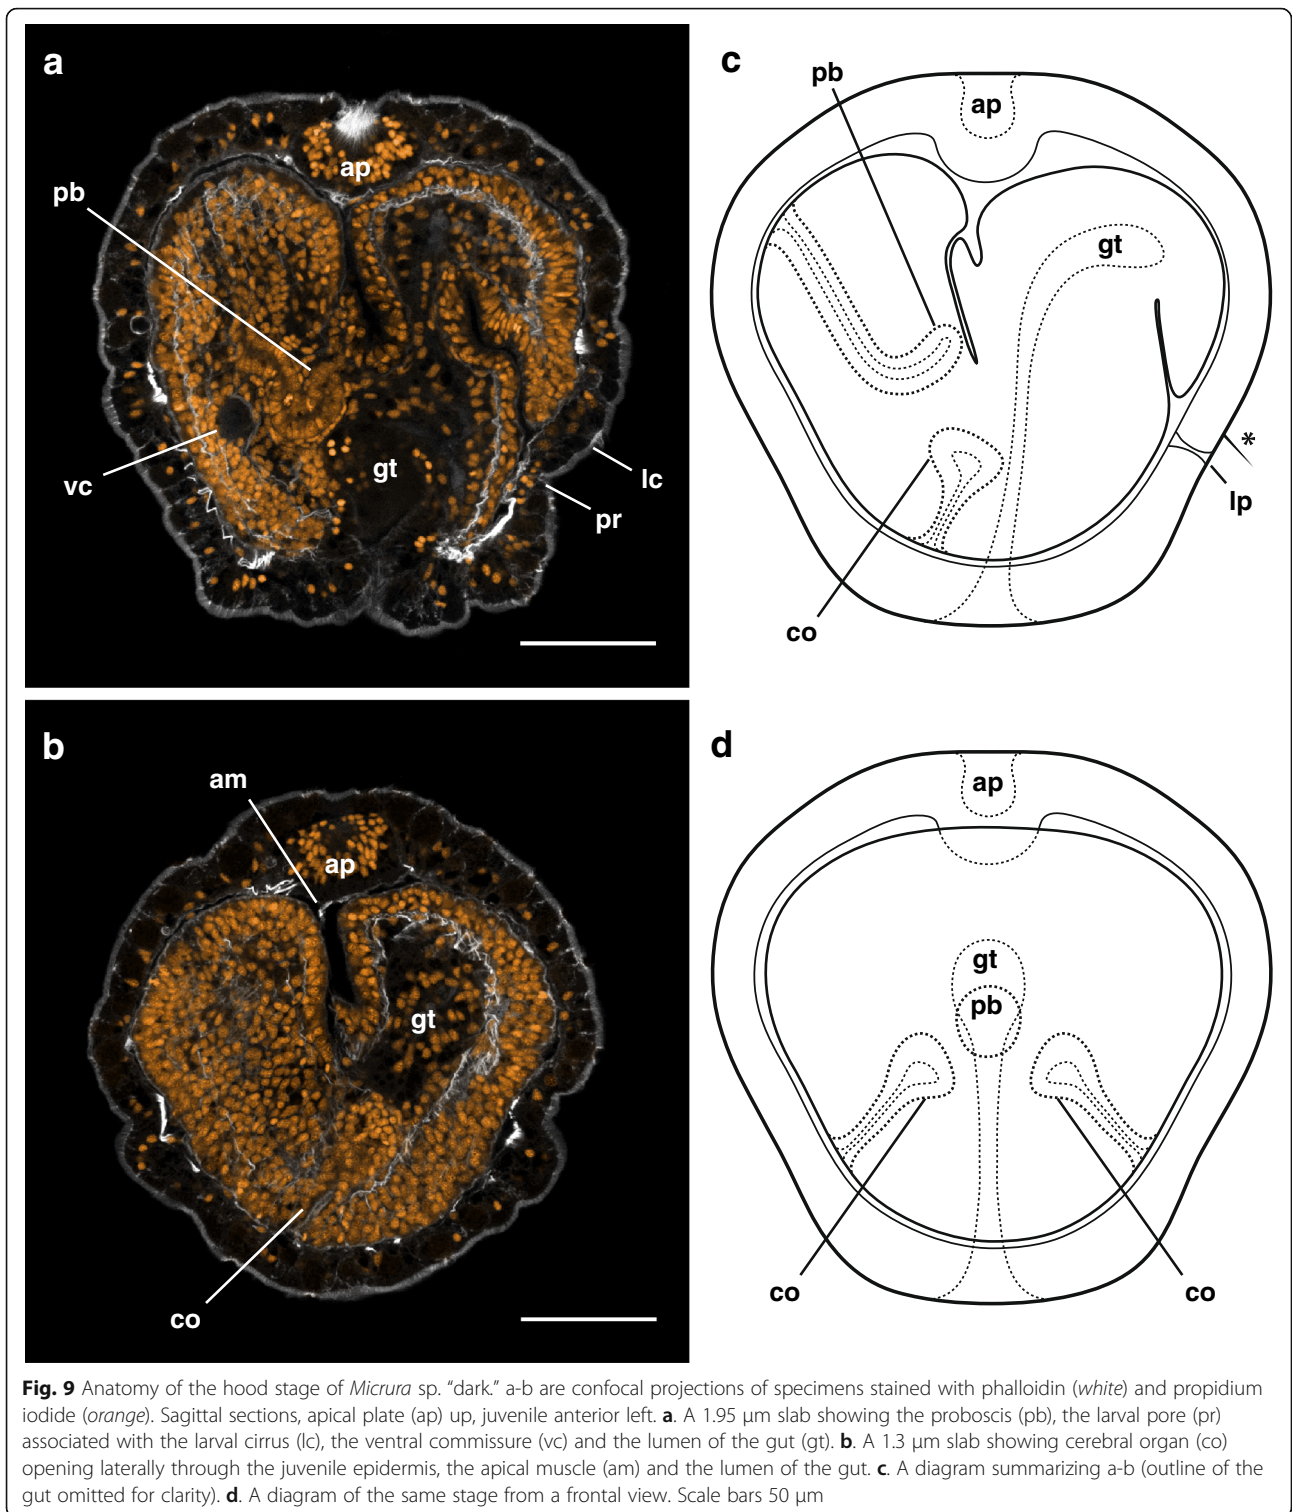 a
ap
pb
vc
gt
lc
pr
c
pb
ap
gt
*
lp
co
b
am
ap
gt
co
d
ap
gt
pb
co
co
Fig. 9 Anatomy of the hood stage of Micrura sp. “dark.” a-b are confocal projections of specimens stained with phalloidin (white) and propidium
iodide (orange). Sagittal sections, apical plate (ap) up, juvenile anterior left. a. A 1.95 μm slab showing the proboscis (pb), the larval pore (pr)
associated with the larval cirrus (lc), the ventral commissure (vc) and the lumen of the gut (gt). b. A 1.3 μm slab showing cerebral organ (co)
opening laterally through the juvenile epidermis, the apical muscle (am) and the lumen of the gut. c. A diagram summarizing a-b (outline of the
gut omitted for clarity). d. A diagram of the same stage from a frontal view. Scale bars 50 μm